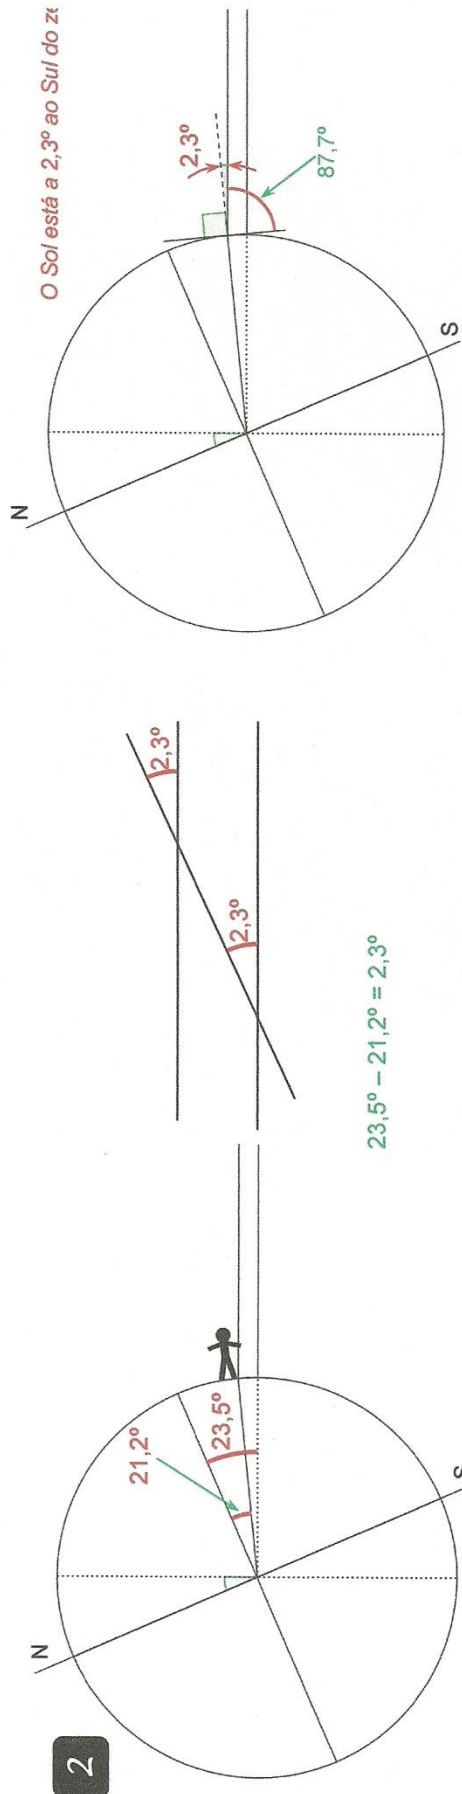 2
N
21,2º
23,5º
S
2,3º
2,3º
23,5º – 21,2º = 2,3º
O Sol está a 2,3º ao Sul do
N
2,3º
87,7º
S